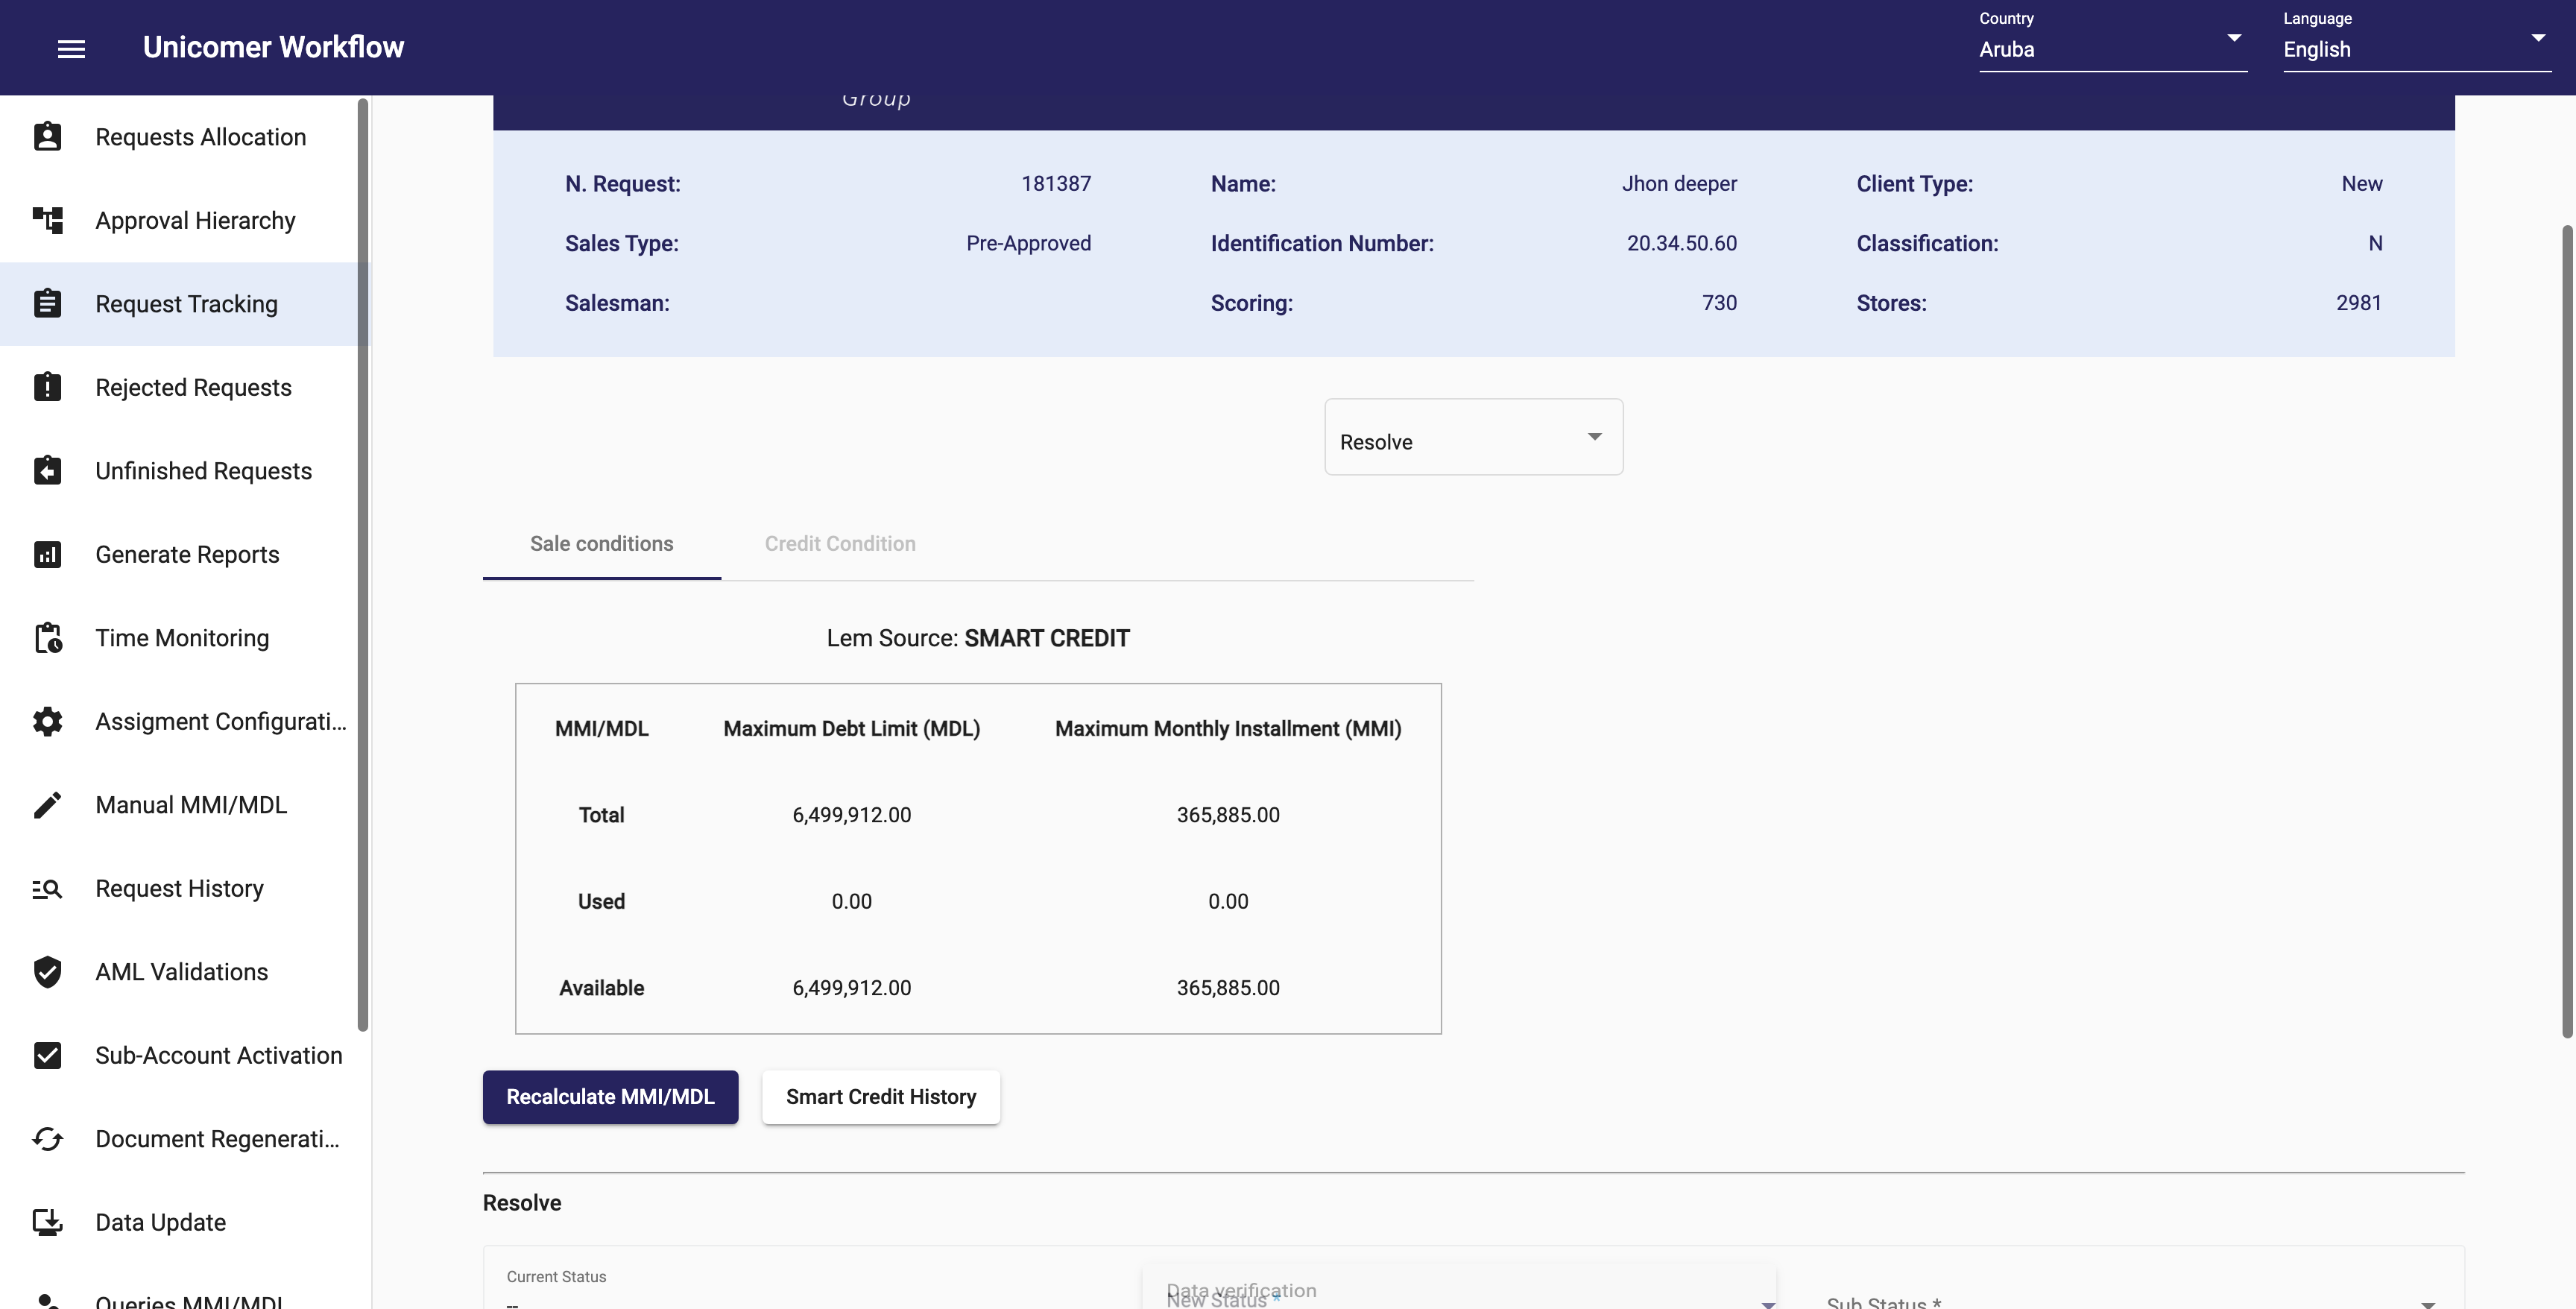 Unicomer Workflow
Country
Aruba
Language
English
Requests Allocation
Approval Hierarchy
Request Tracking
Rejected Requests
Unfinished Requests
Generate Reports
Time Monitoring
Assigment Configurati...
Manual MMI/MDL
Request History
AML Validations
Sub-Account Activation
Document Regenerati...
Data Update
Queries MMI/MDL
Group
N. Request: 181387 Name: Jhon deeper Client Type: New
Sales Type: Pre-Approved Identification Number: 20.34.50.60 Classification: N
Salesman: Scoring: 730 Stores: 2981
Resolve
Sale conditions Credit Condition
Lem Source: SMART CREDIT
MMI/MDL Maximum Debt Limit (MDL) Maximum Monthly Installment (MMI)
Total 6,499,912.00 365,885.00
Used 0.00 0.00
Available 6,499,912.00 365,885.00
Recalculate MMI/MDL Smart Credit History
Resolve
Current Status
--
Data verification
New Status *
Sub Status *